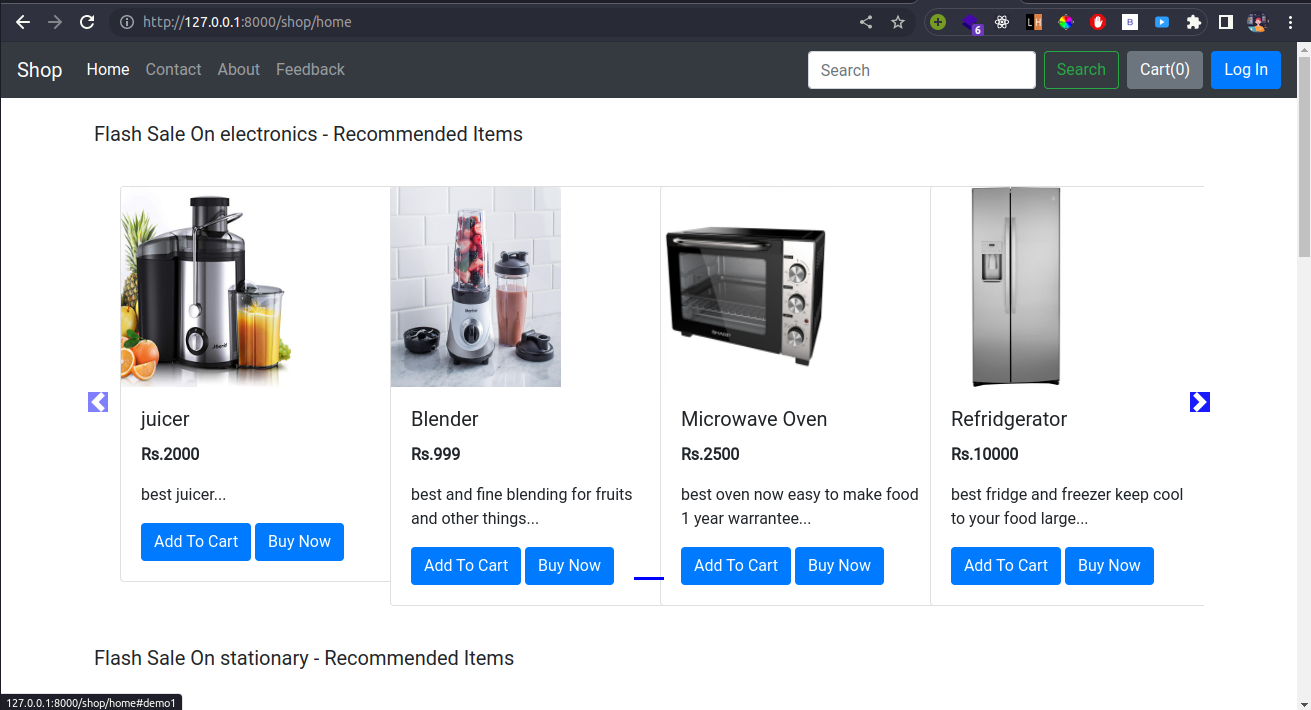 http://127.0.0.1:8000/shop/home
6
L H
B
Shop Home Contact About Feedback Search Search Cart(0) Log In
Flash Sale On electronics - Recommended Items
juicer
Rs.2000
best juicer...
Add To Cart Buy Now
Blender
Rs.999
best and fine blending for fruits
and other things...
Add To Cart Buy Now
SHARP
Microwave Oven
Rs.2500
best oven now easy to make food
1 year warrantee...
Add To Cart Buy Now
Refridgerator
Rs.10000
best fridge and freezer keep cool
to your food large...
Add To Cart Buy Now
Flash Sale On stationary - Recommended Items
127.0.0.1:8000/shop/home#demo1